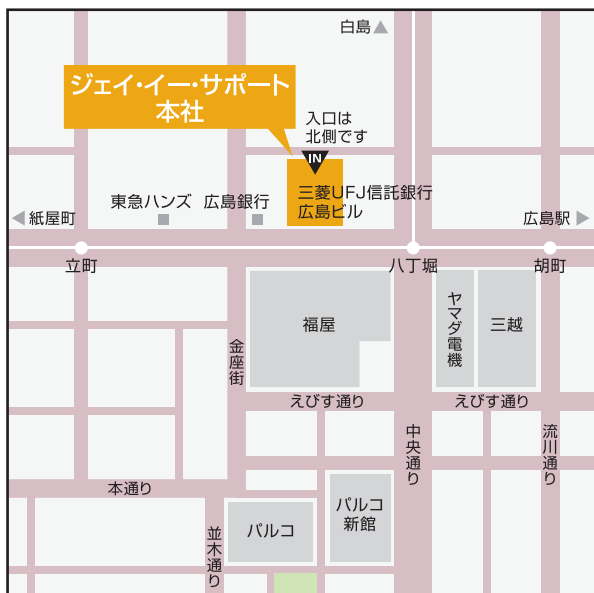 白島
ジェイ・イー・サポート
本社
入口は
北側です
IN
三菱UFJ信託銀行
広島ビル
東急ハンズ
広島銀行
紙屋町
広島駅
立町
八丁堀
胡町
福屋
ヤマダ電機
三越
金座街
えびす通り
えびす通り
中央通り
流川通り
本通り
並木通り
パルコ
パルコ
新館